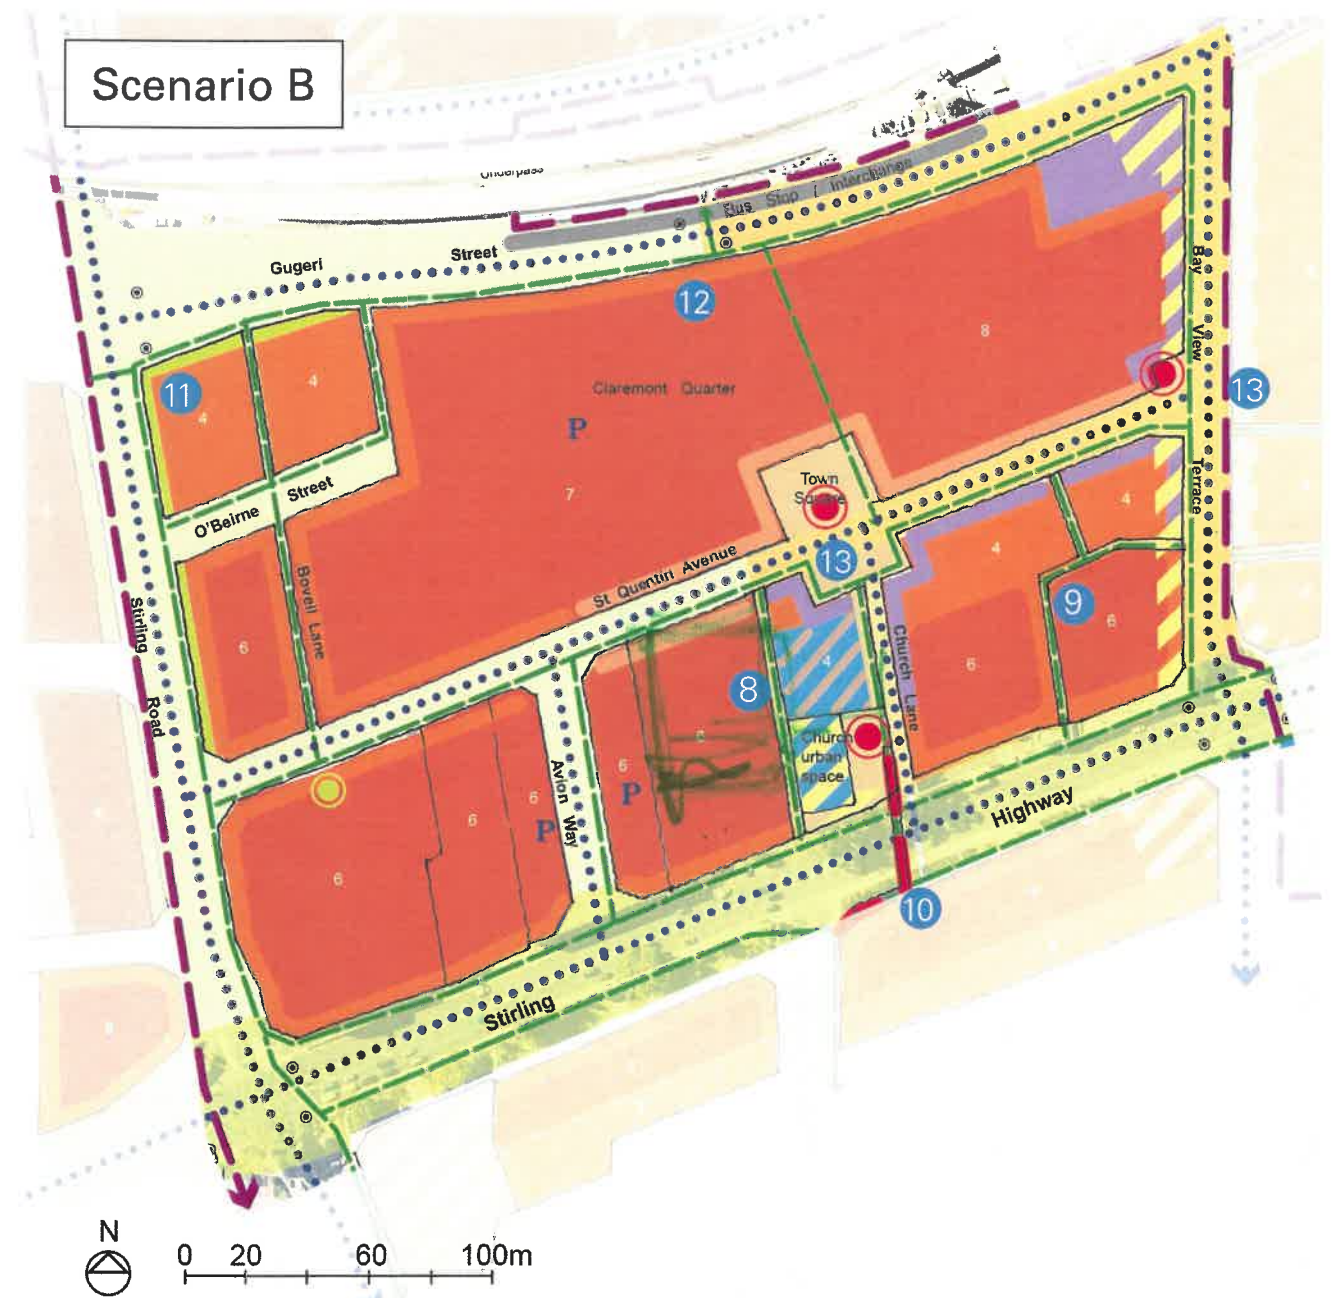 Scenario B
Underpass
Bus Stop / Interchange
Gugeri Street
12
8
Bay View Terrace
11
4
4
Claremont Quarter
P
13
7
Town
Square
O'Beirne Street
4
St Quentin Avenue
13
4
Bovell Lane
9
6
Stirling Road
6
4
Church Lane
6
8
Church
urban
space
6
P
Avion Way
6
P
6
6
Highway
10
Stirling
N
0 20 60 100m